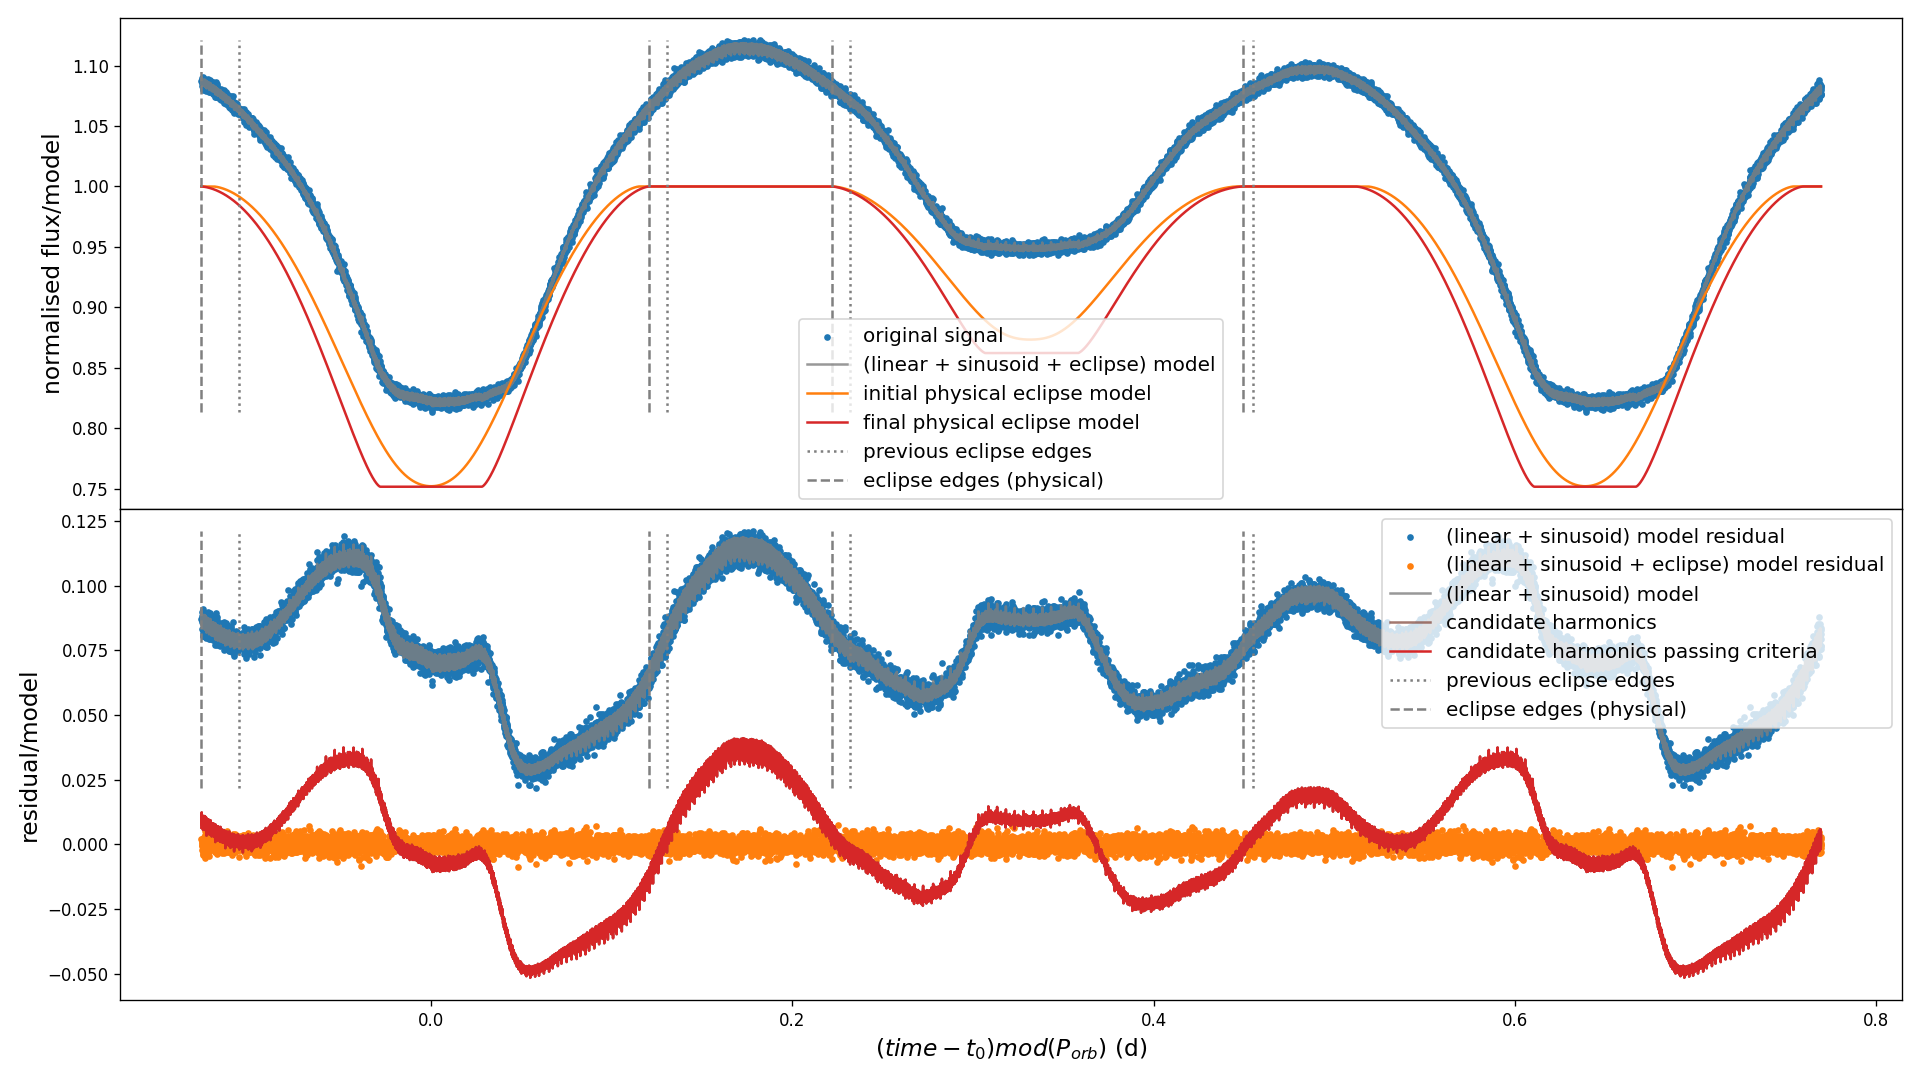 normalised flux/model
1.10
1.05
1.00
0.95
0.90
0.85
0.80
0.75
original signal
(linear + sinusoid + eclipse) model
initial physical eclipse model
final physical eclipse model
previous eclipse edges
eclipse edges (physical)
residual/model
0.125
0.100
0.075
0.050
0.025
0.000
−0.025
−0.050
(linear + sinusoid) model residual
(linear + sinusoid + eclipse) model residual
(linear + sinusoid) model
candidate harmonics
candidate harmonics passing criteria
previous eclipse edges
eclipse edges (physical)
0.0 0.2 0.4 0.6 0.8
(time − t₀)mod(Pₒᵣᵦ) (d)